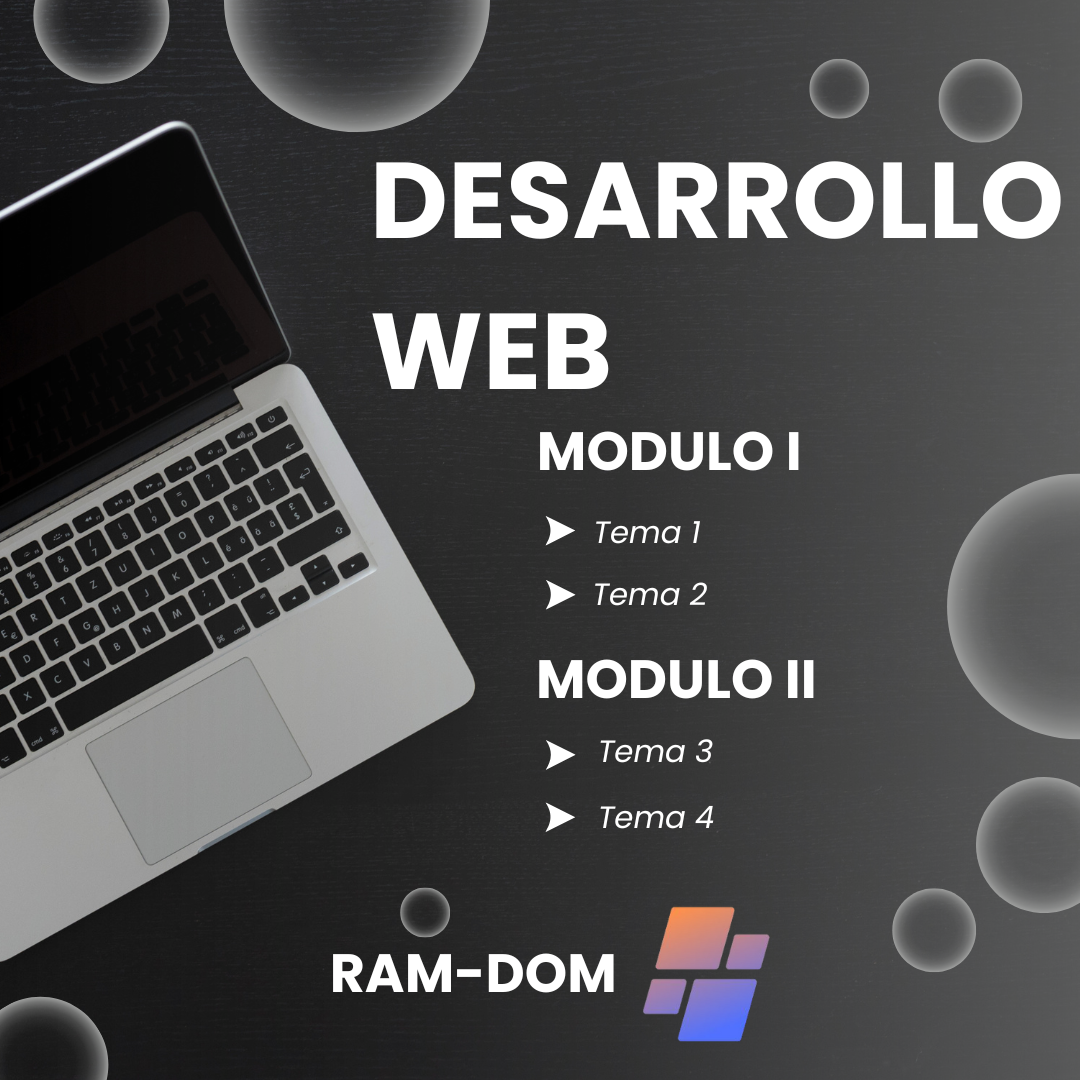 DESARROLLO
WEB
MODULO I
Tema 1
Tema 2
MODULO II
Tema 3
Tema 4
RAM-DOM